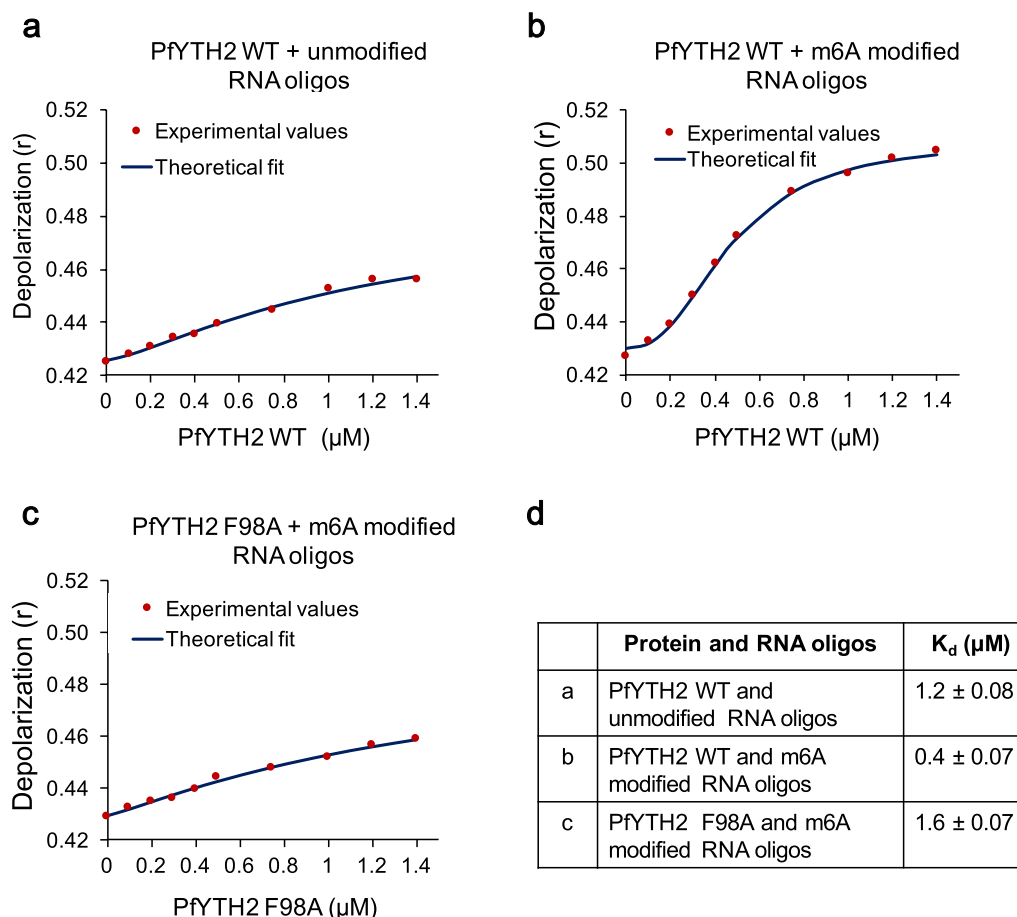 a
PfYTH2 WT + unmodified
RNA oligos
0.52
0.50
0.48
0.46
0.44
0.42
Depolarization (r)
Experimental values
Theoretical fit
0 0.2 0.4 0.6 0.8 1 1.2 1.4
PfYTH2 WT (µM)
b
PfYTH2 WT + m6A modified
RNA oligos
0.52
0.50
0.48
0.46
0.44
0.42
Depolarization (r)
Experimental values
Theoretical fit
0 0.2 0.4 0.6 0.8 1 1.2 1.4
PfYTH2 WT (µM)
c
PfYTH2 F98A + m6A modified
RNA oligos
0.52
0.50
0.48
0.46
0.44
0.42
Depolarization (r)
Experimental values
Theoretical fit
0 0.2 0.4 0.6 0.8 1 1.2 1.4
PfYTH2 F98A (µM)
d
Protein and RNA oligos Kd (µM)
a PfYTH2 WT and 1.2 ± 0.08
unmodified RNA oligos
b PfYTH2 WT and m6A 0.4 ± 0.07
modified RNA oligos
c PfYTH2 F98A and m6A 1.6 ± 0.07
modified RNA oligos